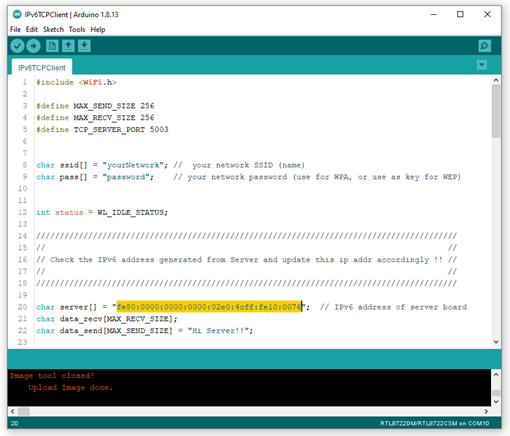 IPv6TCPClient | Arduino 1.8.13
File Edit Sketch Tools Help
IPv6TCPClient
1 #include <WiFi.h>
2
3 #define MAX_SEND_SIZE 256
4 #define MAX_RECV_SIZE 256
5 #define TCP_SERVER_PORT 5003
6
7
8 char ssid[] = "yourNetwork"; //  your network SSID (name)
9 char pass[] = "password";    // your network password (use for WPA, or use as key for WEP)
10
11
12 int status = WL_IDLE_STATUS;
13
14 ////////////////////////////////////////////////////////////////////////
15 //                                                                    //
16 // Check the IPv6 address generated from Server and update this ip addr accordingly !! //
17 //                                                                    //
18 ////////////////////////////////////////////////////////////////////////
19
20 char server[] = "fe80:0000:0000:0000:02e0:4cff:fe10:0076";  // IPv6 address of server board
21 char data_recv[MAX_RECV_SIZE];
22 char data_send[MAX_SEND_SIZE] = "Hi Server!!";
23
Image tool closed!
Upload Image done.
20 RTL8722DM/RTL8722CSM on COM10